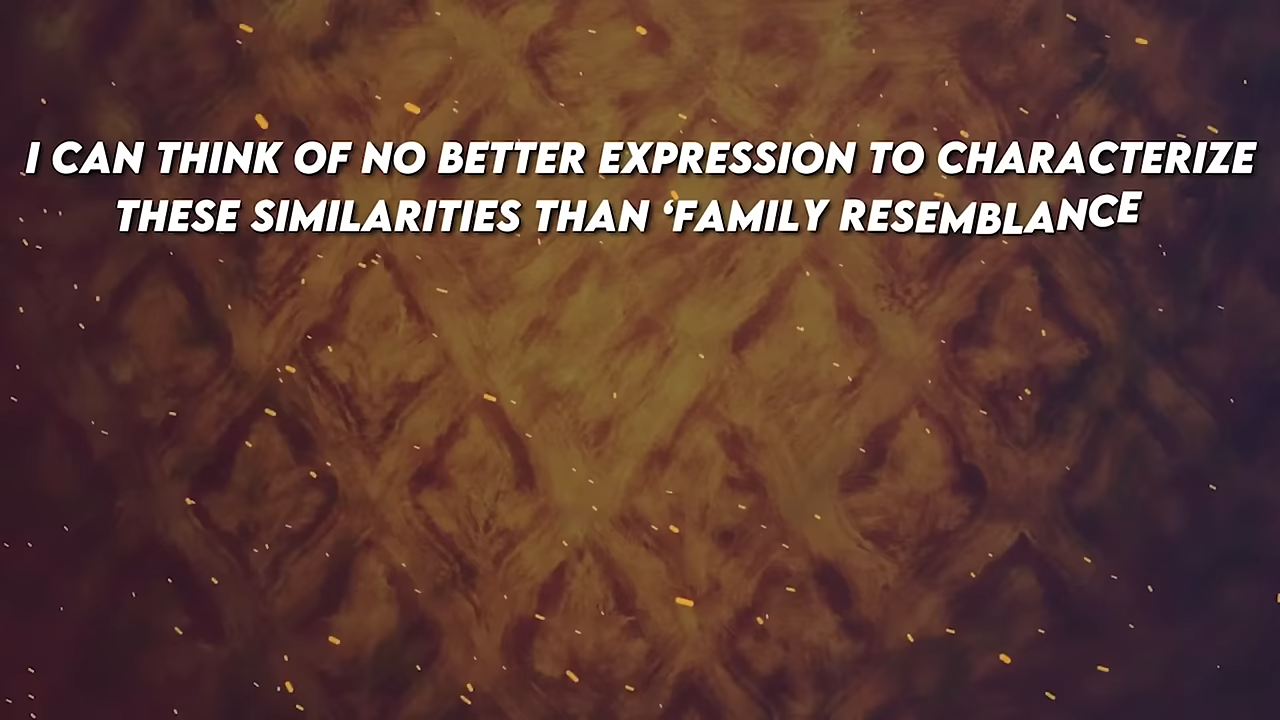 I CAN THINK OF NO BETTER EXPRESSION TO CHARACTERIZE
THESE SIMILARITIES THAN ‘FAMILY RESEMBLANCE